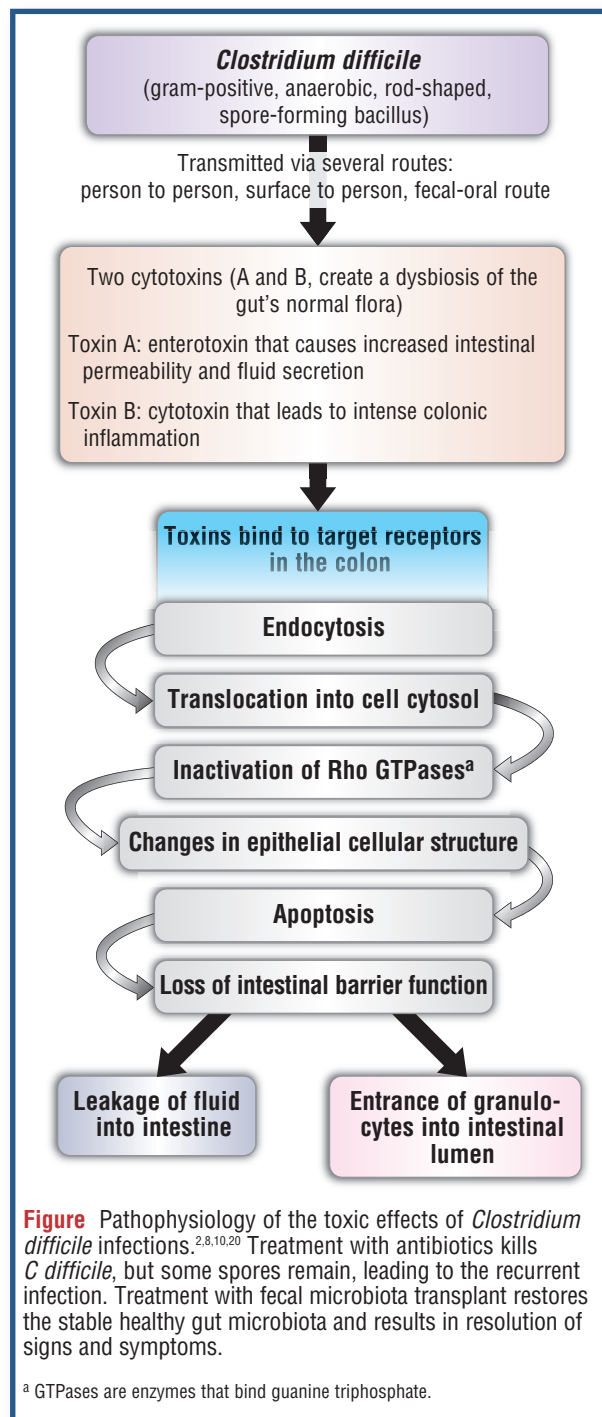 Clostridium difficile
(gram-positive, anaerobic, rod-shaped,
spore-forming bacillus)
Transmitted via several routes:
person to person, surface to person, fecal-oral route
Two cytotoxins (A and B, create a dysbiosis of the
gut’s normal flora)
Toxin A: enterotoxin that causes increased intestinal
permeability and fluid secretion
Toxin B: cytotoxin that leads to intense colonic
inflammation
Toxins bind to target receptors
in the colon
Endocytosis
Translocation into cell cytosol
Inactivation of Rho GTPasesᵃ
Changes in epithelial cellular structure
Apoptosis
Loss of intestinal barrier function
Leakage of fluid
into intestine
Entrance of granulo-
cytes into intestinal
lumen
Figure Pathophysiology of the toxic effects of Clostridium
difficile infections.²,⁸,¹⁰,²⁰ Treatment with antibiotics kills
C difficile, but some spores remain, leading to the recurrent
infection. Treatment with fecal microbiota transplant restores
the stable healthy gut microbiota and results in resolution of
signs and symptoms.
ᵃ GTPases are enzymes that bind guanine triphosphate.